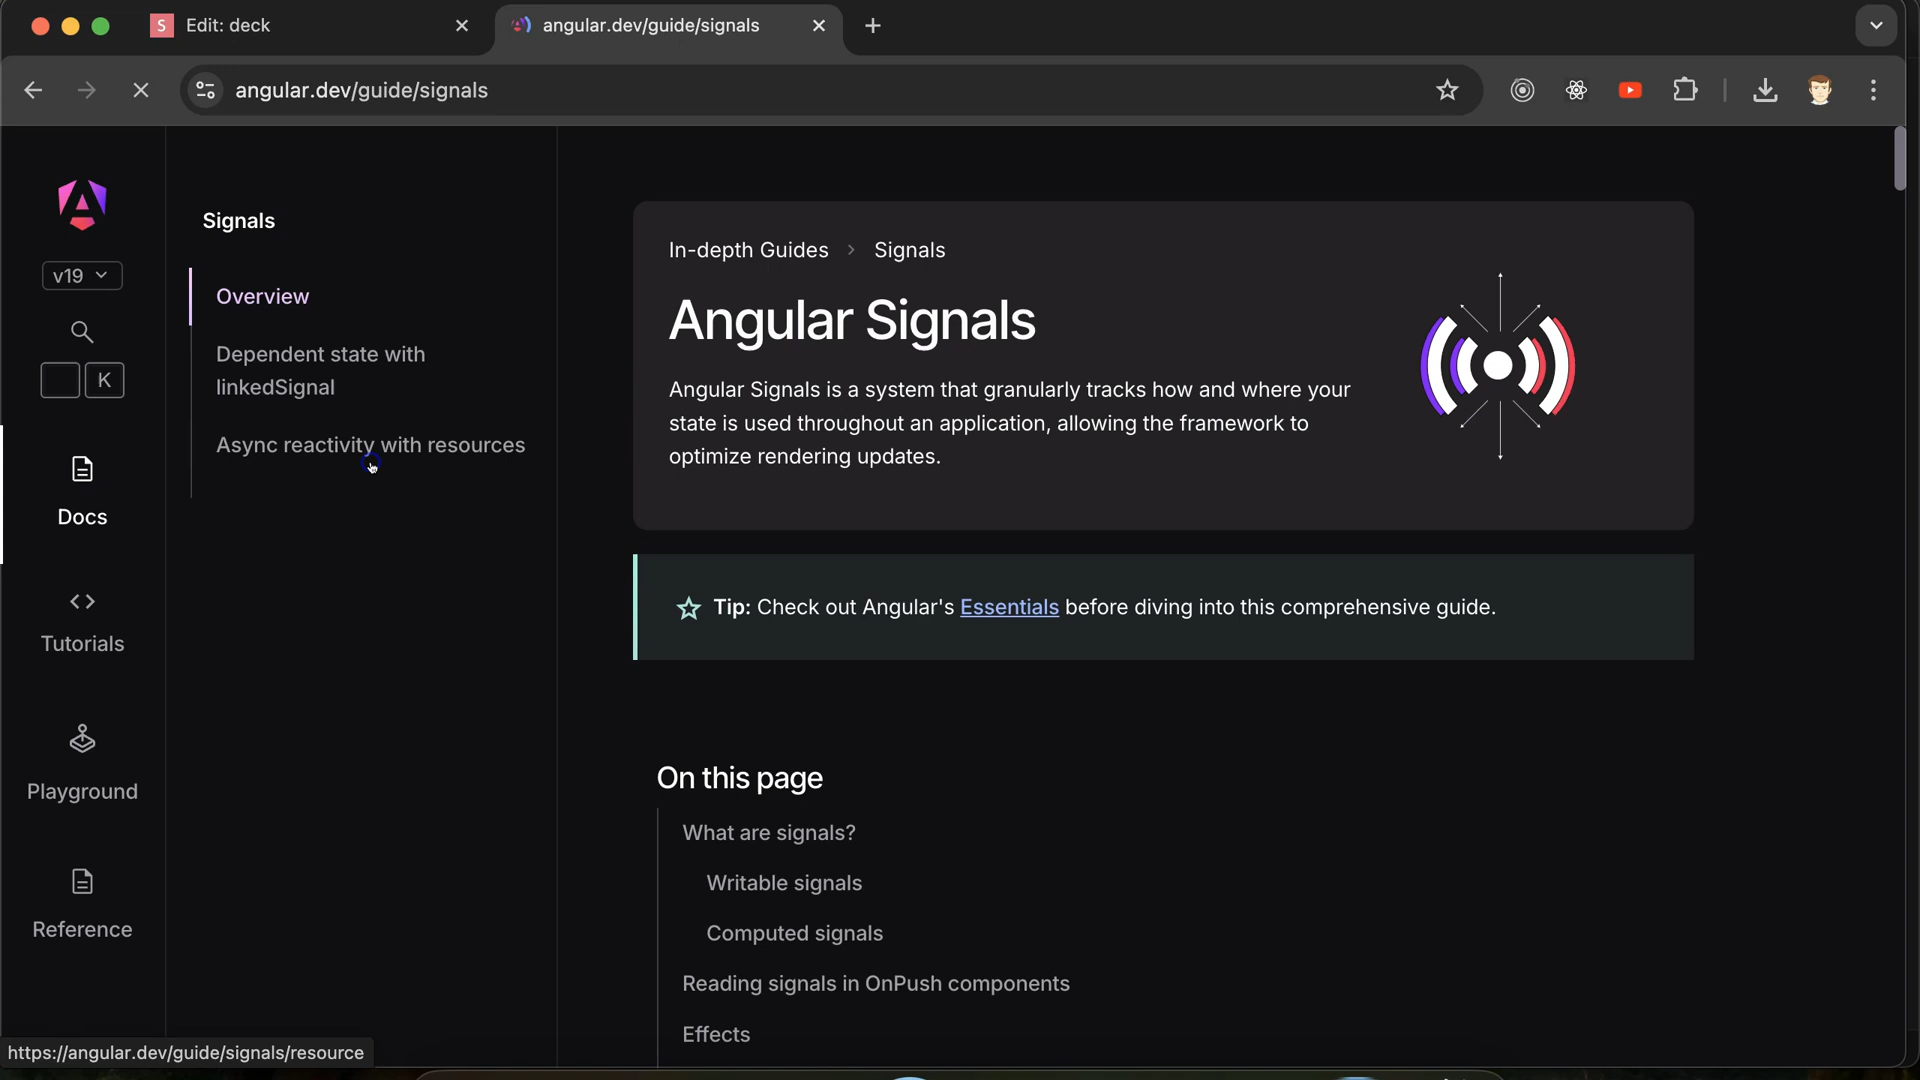 S Edit: deck
angular.dev/guide/signals
angular.dev/guide/signals
v19
K
Docs
Tutorials
Playground
Reference
Signals
Overview
Dependent state with
linkedSignal
Async reactivity with resources
In-depth Guides > Signals
Angular Signals
Angular Signals is a system that granularly tracks how and where your
state is used throughout an application, allowing the framework to
optimize rendering updates.
Tip: Check out Angular's Essentials before diving into this comprehensive guide.
On this page
What are signals?
Writable signals
Computed signals
Reading signals in OnPush components
Effects
https://angular.dev/guide/signals/resource